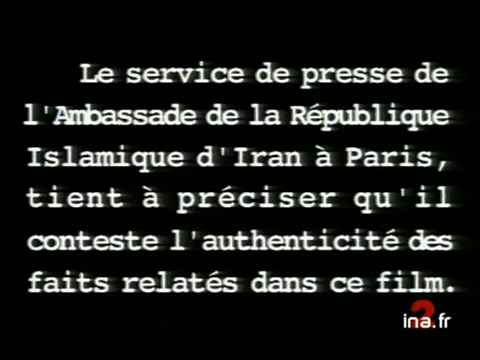 Le service de presse de
l'Ambassade de la République
Islamique d'Iran à Paris,
tient à préciser qu'il
conteste l'authenticité des
faits relatés dans ce film.
2
ina.fr